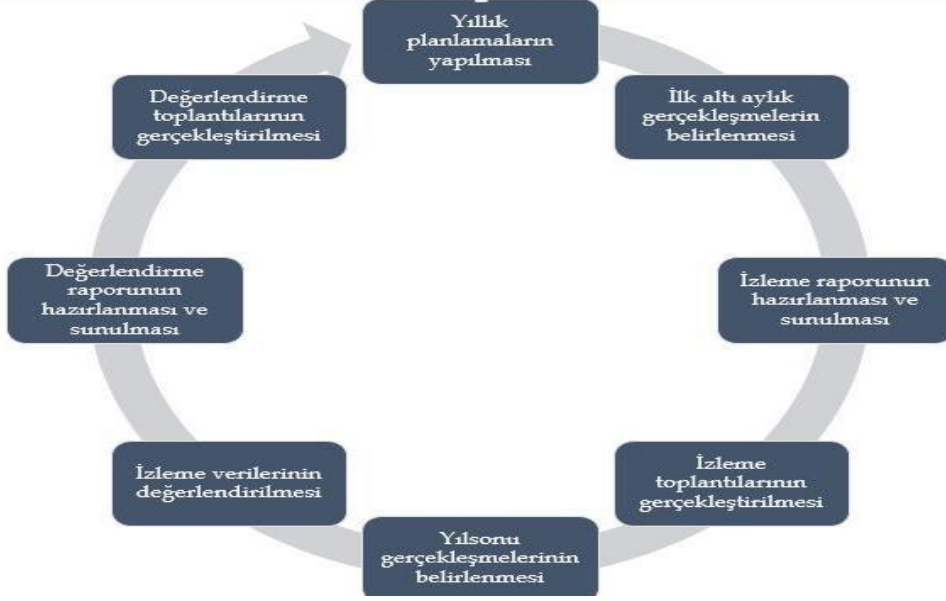 Yıllık
planlamaların
yapılması
İlk altı aylık
gerçekleşmelerin
belirlenmesi
İzleme raporunun
hazırlanması ve
sunulması
İzleme
toplantılarının
gerçekleştirilmesi
Yılsonu
gerçekleşmelerinin
belirlenmesi
İzleme verilerinin
değerlendirilmesi
Değerlendirme
raporunun
hazırlanması ve
sunulması
Değerlendirme
toplantılarının
gerçekleştirilmesi